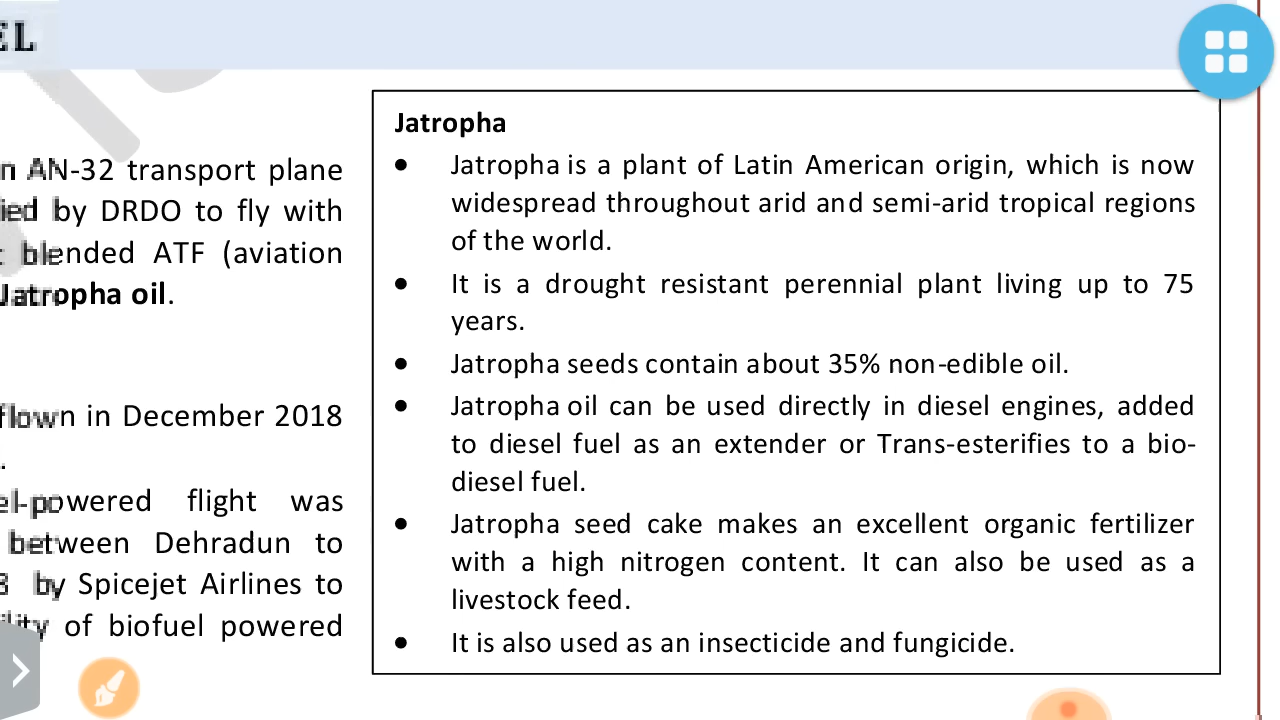 EL
n AN-32 transport plane
ied by DRDO to fly with
blended ATF (aviation
Jatropha oil.
flown in December 2018
.
el-powered flight was
between Dehradun to
by Spicejet Airlines to
of biofuel powered
Jatropha
• Jatropha is a plant of Latin American origin, which is now
widespread throughout arid and semi-arid tropical regions
of the world.
• It is a drought resistant perennial plant living up to 75
years.
• Jatropha seeds contain about 35% non-edible oil.
• Jatropha oil can be used directly in diesel engines, added
to diesel fuel as an extender or Trans-esterifies to a bio-
diesel fuel.
• Jatropha seed cake makes an excellent organic fertilizer
with a high nitrogen content. It can also be used as a
livestock feed.
• It is also used as an insecticide and fungicide.